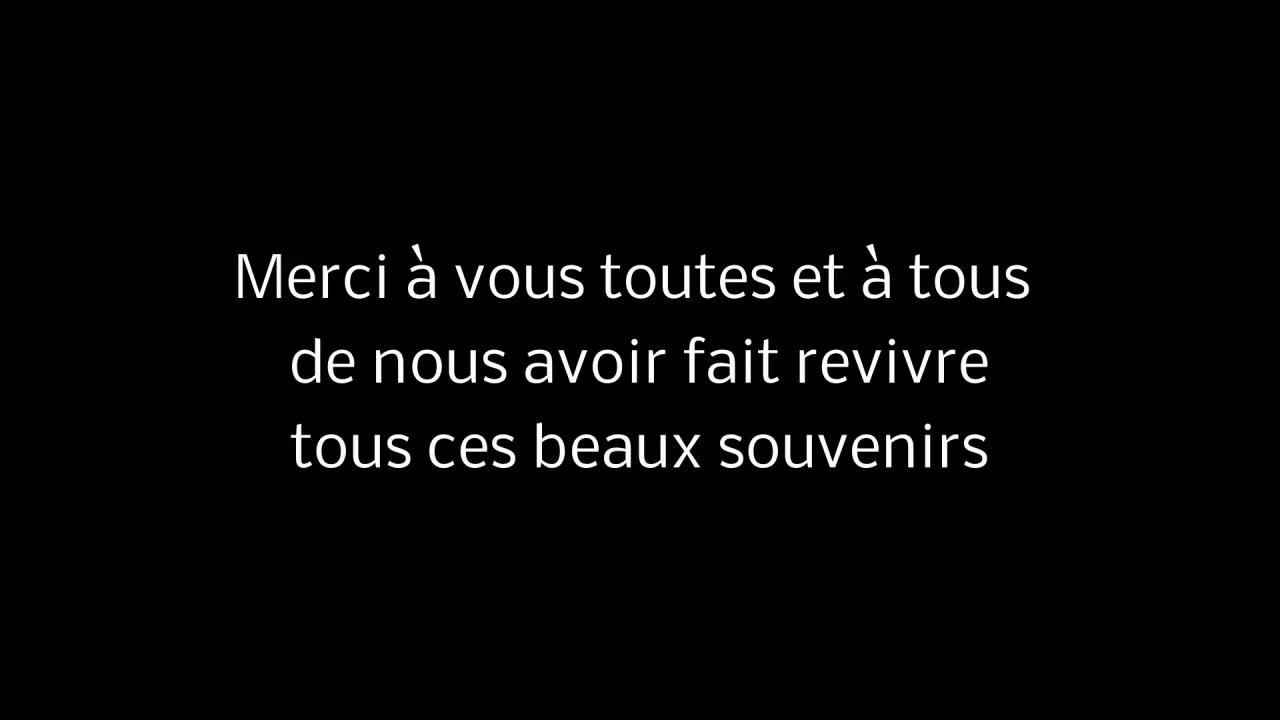 Merci à vous toutes et à tous
de nous avoir fait revivre
tous ces beaux souvenirs